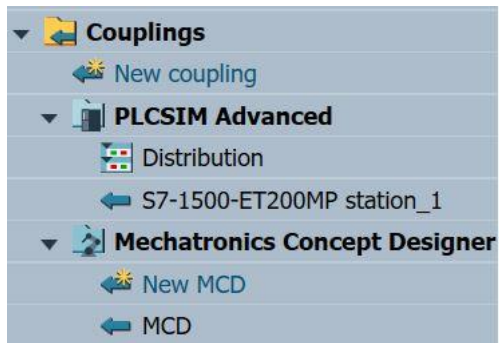 Couplings
New coupling
PLCSIM Advanced
Distribution
S7-1500-ET200MP station_1
Mechatronics Concept Designer
New MCD
MCD